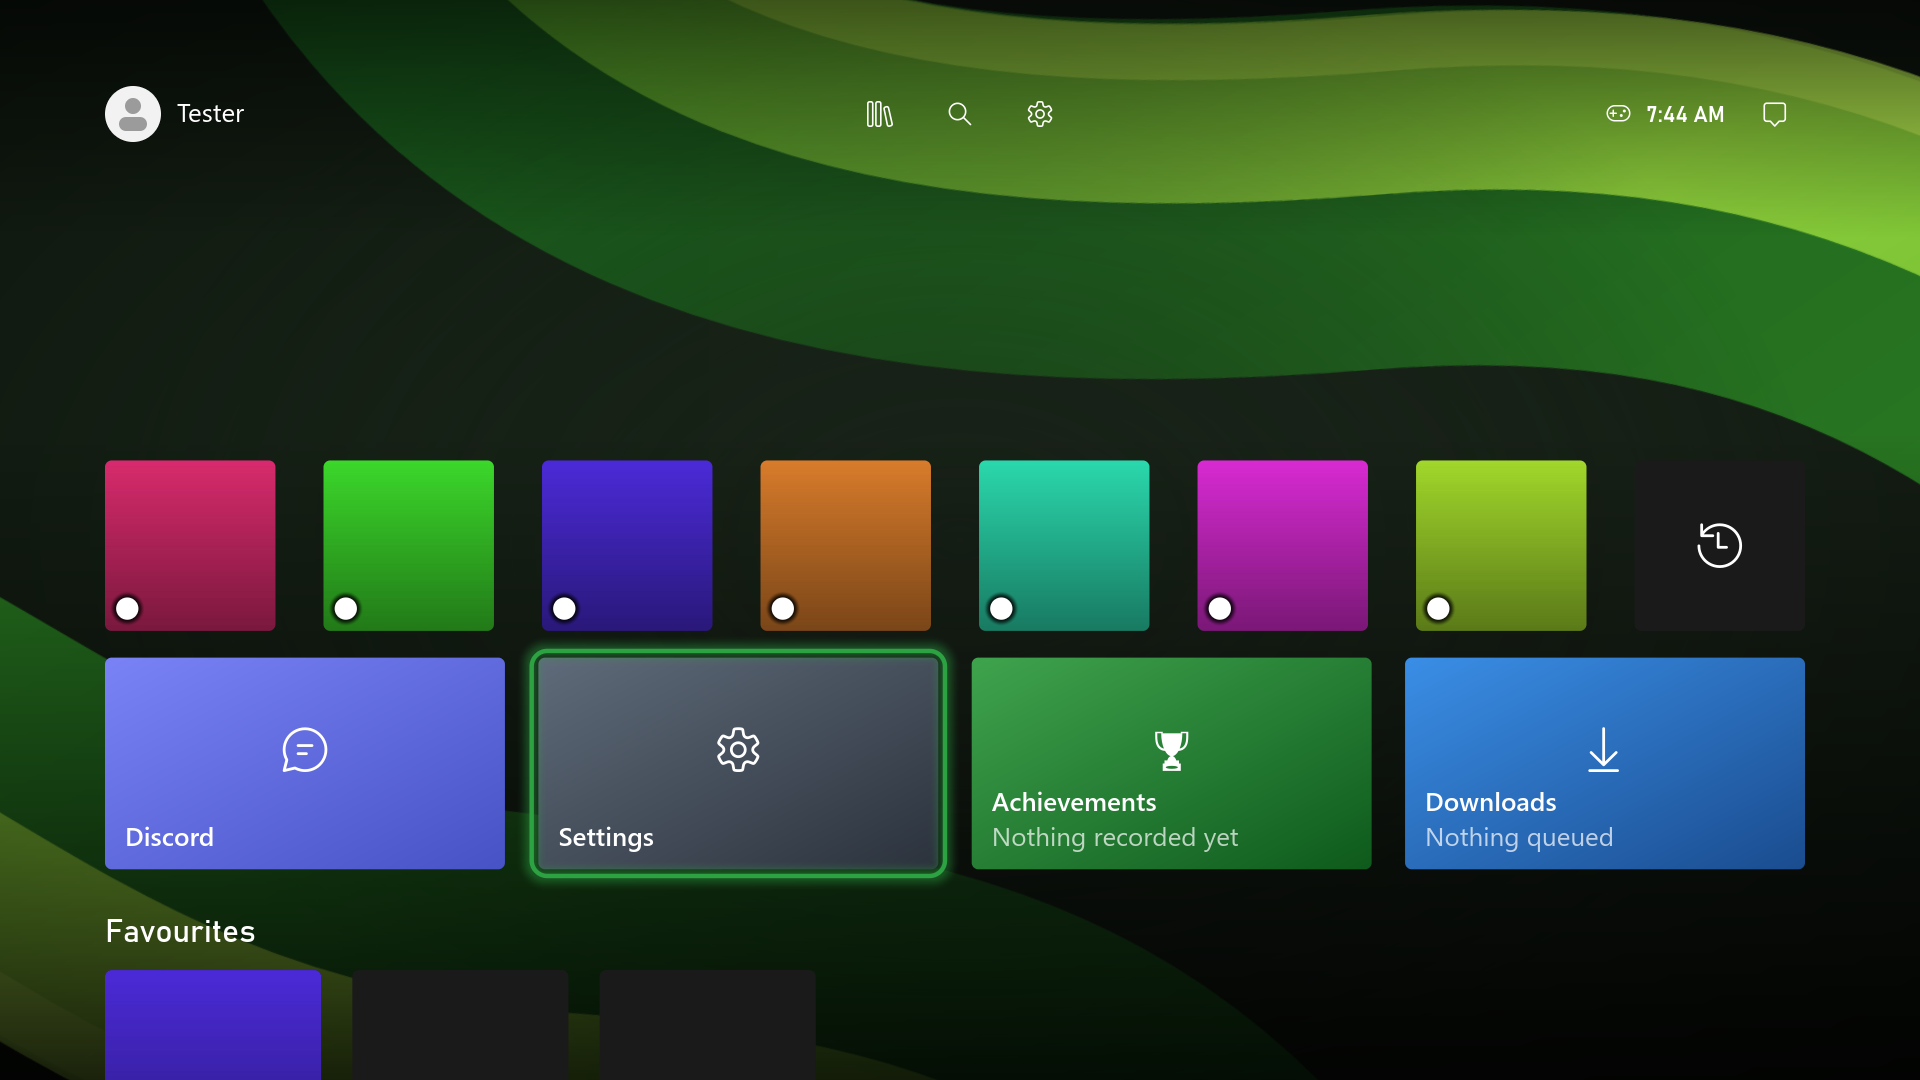 Tester
7:44 AM
Discord
Settings
Achievements
Nothing recorded yet
Downloads
Nothing queued
Favourites